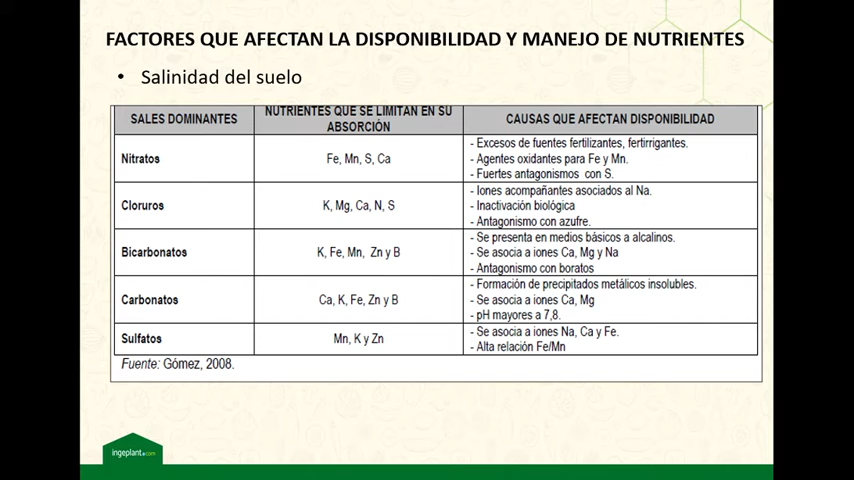 FACTORES QUE AFECTAN LA DISPONIBILIDAD Y MANEJO DE NUTRIENTES
• Salinidad del suelo
SALES DOMINANTES
NUTRIENTES QUE SE LIMITAN EN SU
ABSORCIÓN
CAUSAS QUE AFECTAN DISPONIBILIDAD
Nitratos
Fe, Mn, S, Ca
- Excesos de fuentes fertilizantes, fertirrigantes.
- Agentes oxidantes para Fe y Mn.
- Fuertes antagonismos con S.
Cloruros
K, Mg, Ca, N, S
- Iones acompañantes asociados al Na.
- Inactivación biológica
- Antagonismo con azufre.
Bicarbonatos
K, Fe, Mn, Zn y B
- Se presenta en medios básicos a alcalinos.
- Se asocia a iones Ca, Mg y Na
- Antagonismo con boratos
Carbonatos
Ca, K, Fe, Zn y B
- Formación de precipitados metálicos insolubles.
- Se asocia a iones Ca, Mg
- pH mayores a 7,8.
Sulfatos
Mn, K y Zn
- Se asocia a iones Na, Ca y Fe.
- Alta relación Fe/Mn
Fuente: Gómez, 2008.
ingeplant.com